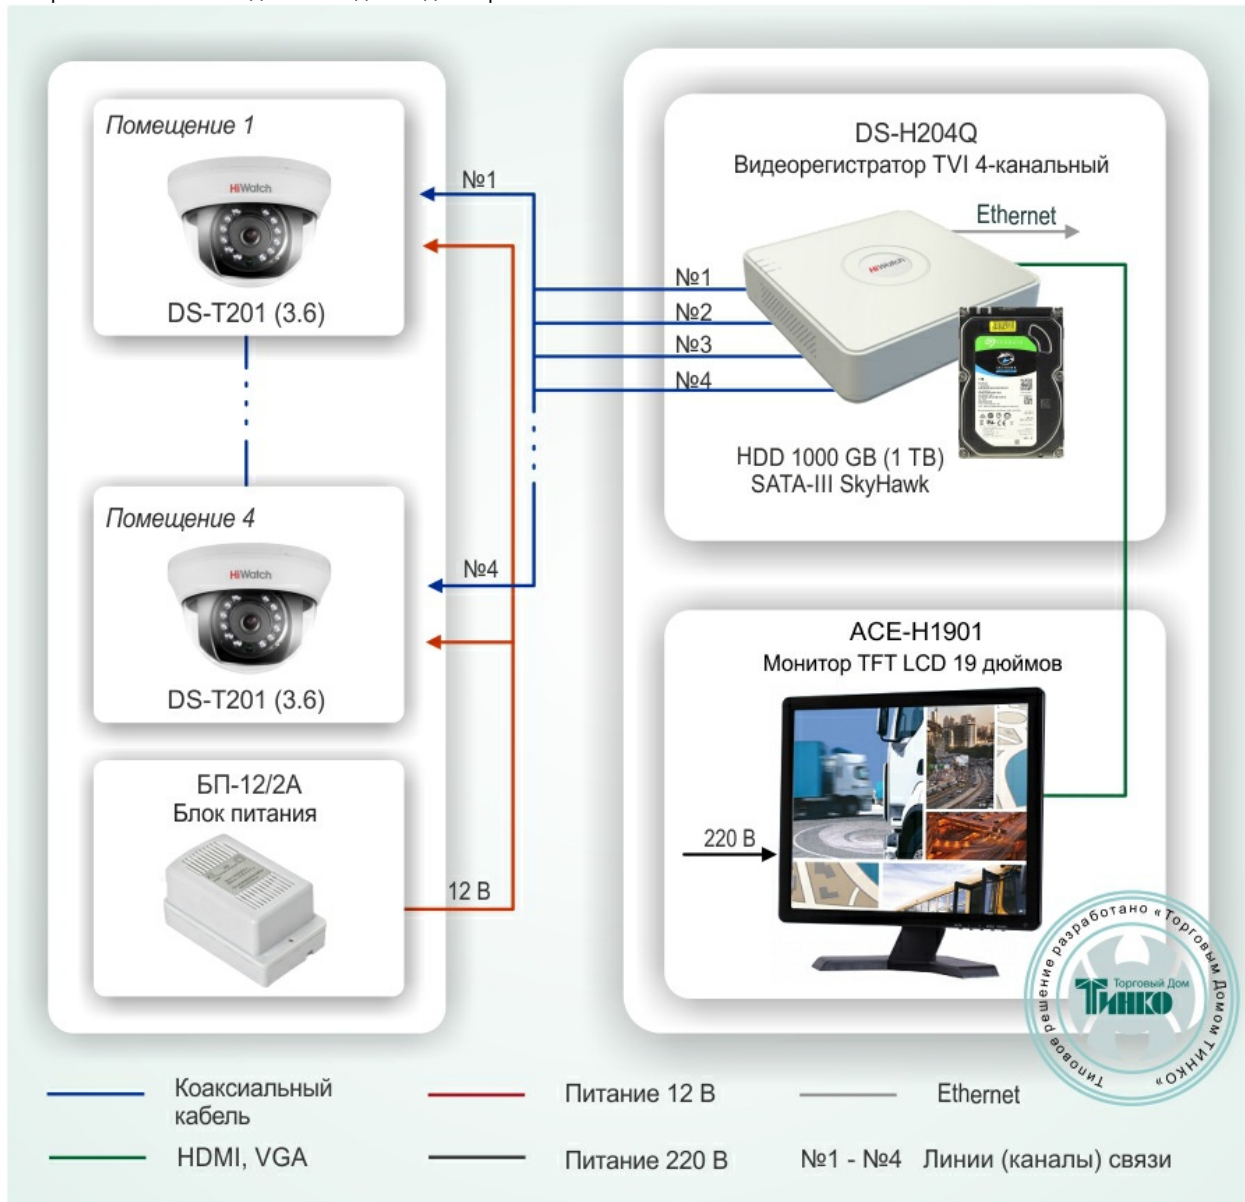 Помещение 1
HiWatch
DS-T201 (3.6)
Помещение 4
HiWatch
DS-T201 (3.6)
БП-12/2А
Блок питания
12 В
№1
№4
№1
№2
№3
№4
DS-H204Q
Видеорегистратор TVI 4-канальный
Ethernet
HiWatch
HDD 1000 GB (1 TB)
SATA-III SkyHawk
ACE-H1901
Монитор TFT LCD 19 дюймов
220 В
Типовое решение разработано «Торговым Домом ТИНКО»
Торговый Дом
ТИНКО
Коаксиальный
кабель
Питание 12 В
Ethernet
HDMI, VGA
Питание 220 В
№1 - №4 Линии (каналы) связи